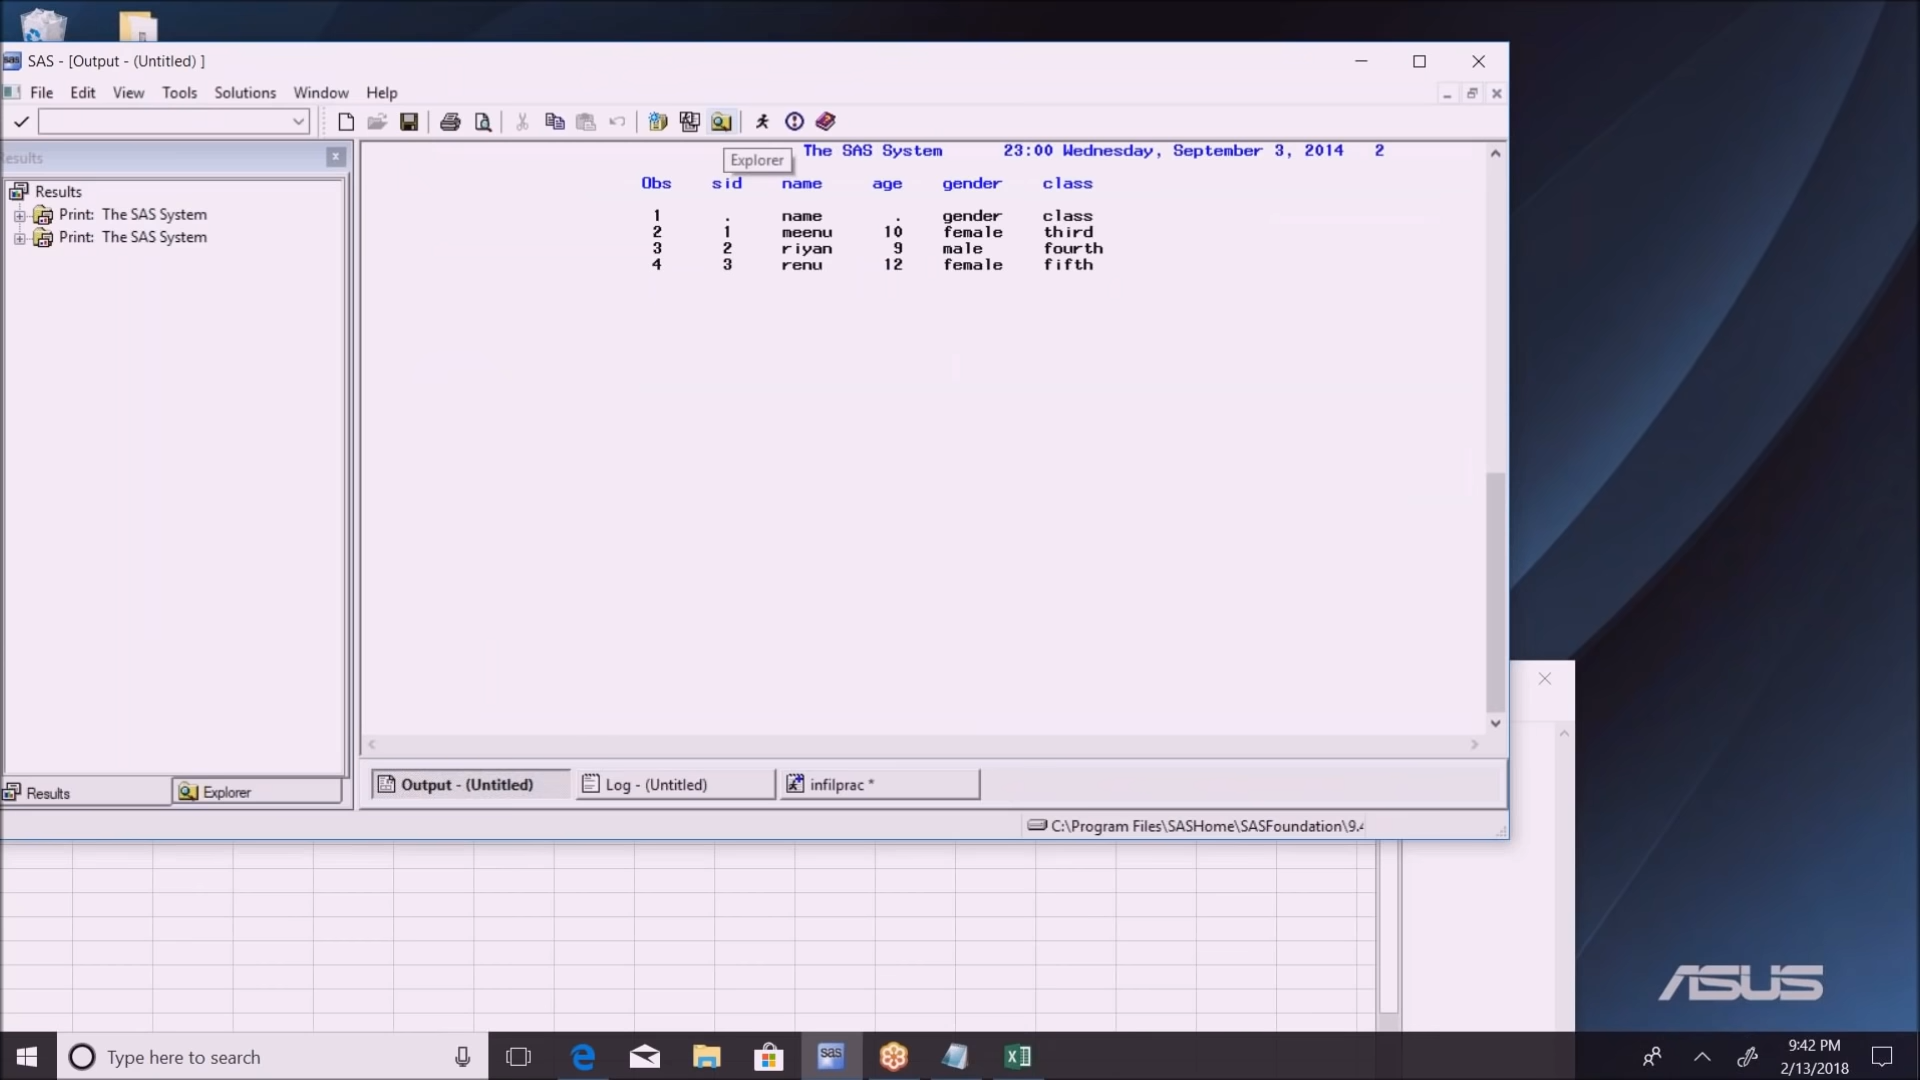 SAS - [Output - (Untitled) ]
File Edit View Tools Solutions Window Help
Results
Explorer
The SAS System 23:00 Wednesday, September 3, 2014 2
Results
Print: The SAS System
Print: The SAS System
Obs sid name age gender class
1 . name . gender class
2 1 meenu 10 female third
3 2 riyan 9 male fourth
4 3 renu 12 female fifth
Results
Explorer
Output - (Untitled)
Log - (Untitled)
infilprac *
C:\Program Files\SASHome\SASFoundation\9.4
ASUS
Type here to search
sas
9:42 PM
2/13/2018